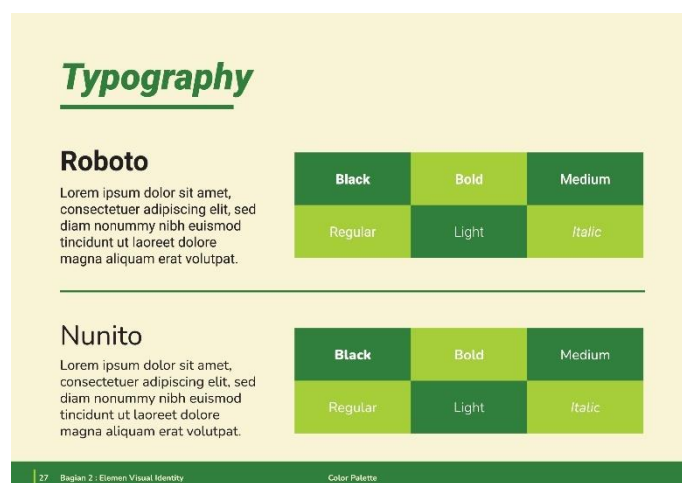 Typography
Roboto
Lorem ipsum dolor sit amet,
consectetuer adipiscing elit, sed
diam nonummy nibh euismod
tincidunt ut laoreet dolore
magna aliquam erat volutpat.
Black Bold Medium
Regular Light Italic
Nunito
Lorem ipsum dolor sit amet,
consectetuer adipiscing elit, sed
diam nonummy nibh euismod
tincidunt ut laoreet dolore
magna aliquam erat volutpat.
Black Bold Medium
Regular Light Italic
27 Bagian 2 : Elemen Visual Identity Color Palette